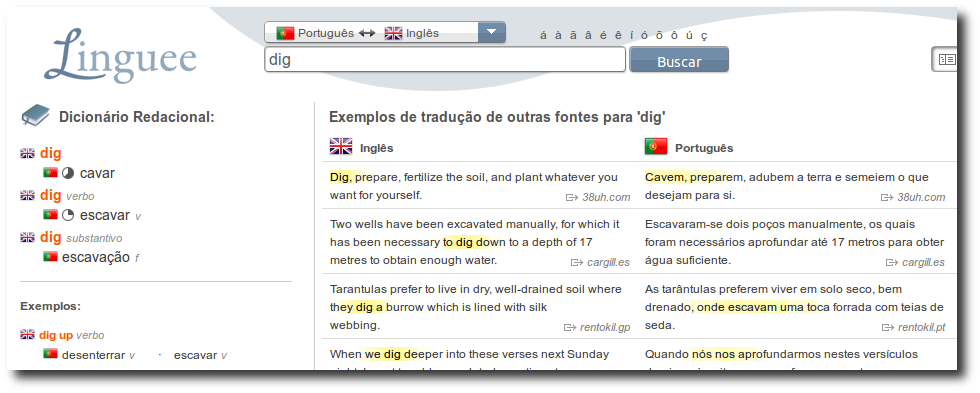 Linguee
Português ↔ Inglês
á à ã â é ê í ó õ ô ú ç
dig
Buscar
Dicionário Redacional:
dig
cavar
dig verbo
escavar v
dig substantivo
escavação f
Exemplos:
dig up verbo
desenterrar v · escavar v
Exemplos de tradução de outras fontes para 'dig'
Inglês
Português
Dig, prepare, fertilize the soil, and plant whatever you
want for yourself.
38uh.com
Cavem, preparem, adubem a terra e semeiem o que
desejam para si.
38uh.com
Two wells have been excavated manually, for which it
has been necessary to dig down to a depth of 17
metres to obtain enough water.
cargill.es
Escavaram-se dois poços manualmente, os quais
foram necessários aprofundar até 17 metros para obter
água suficiente.
cargill.es
Tarantulas prefer to live in dry, well-drained soil where
they dig a burrow which is lined with silk
webbing.
rentokil.gp
As tarântulas preferem viver em solo seco, bem
drenado, onde escavam uma toca forrada com teias de
seda.
rentokil.pt
When we dig deeper into these verses next Sunday
Quando nós nos aprofundarmos nestes versículos